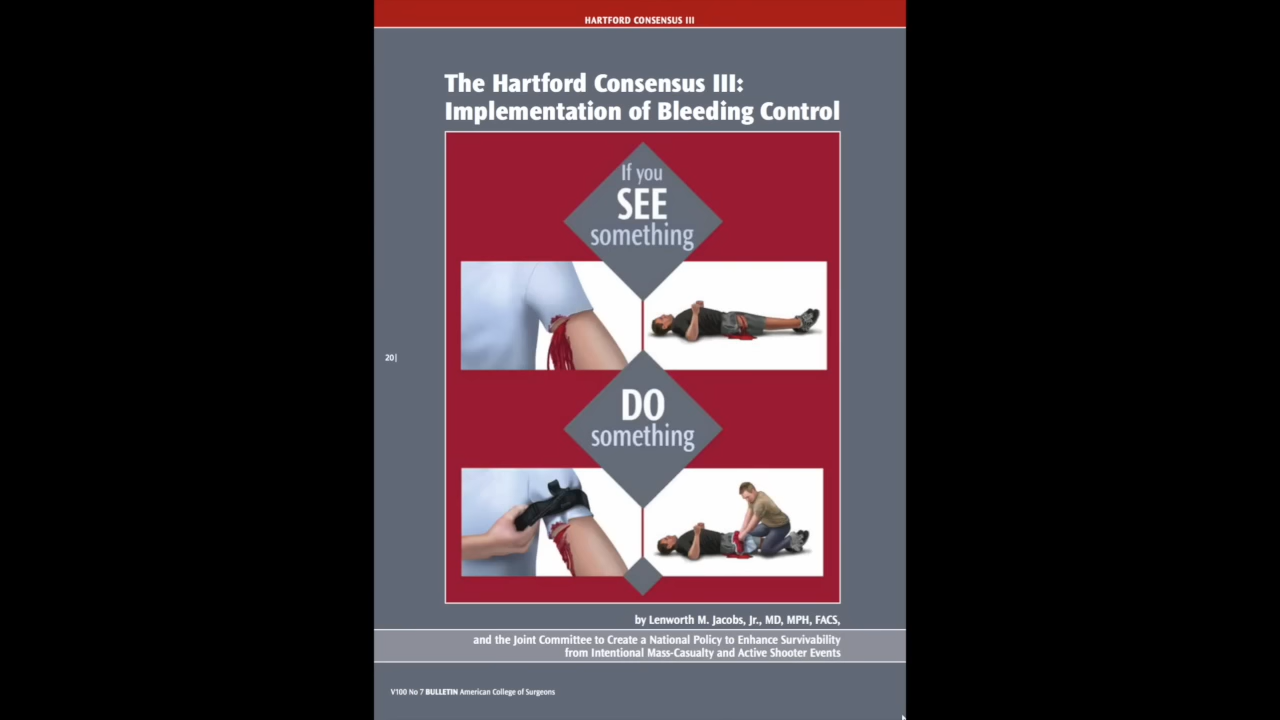 HARTFORD CONSENSUS III
The Hartford Consensus III:
Implementation of Bleeding Control
If you
SEE
something
20|
DO
something
by Lenworth M. Jacobs, Jr., MD, MPH, FACS,
and the Joint Committee to Create a National Policy to Enhance Survivability
from Intentional Mass-Casualty and Active Shooter Events
V100 No 7 BULLETIN American College of Surgeons